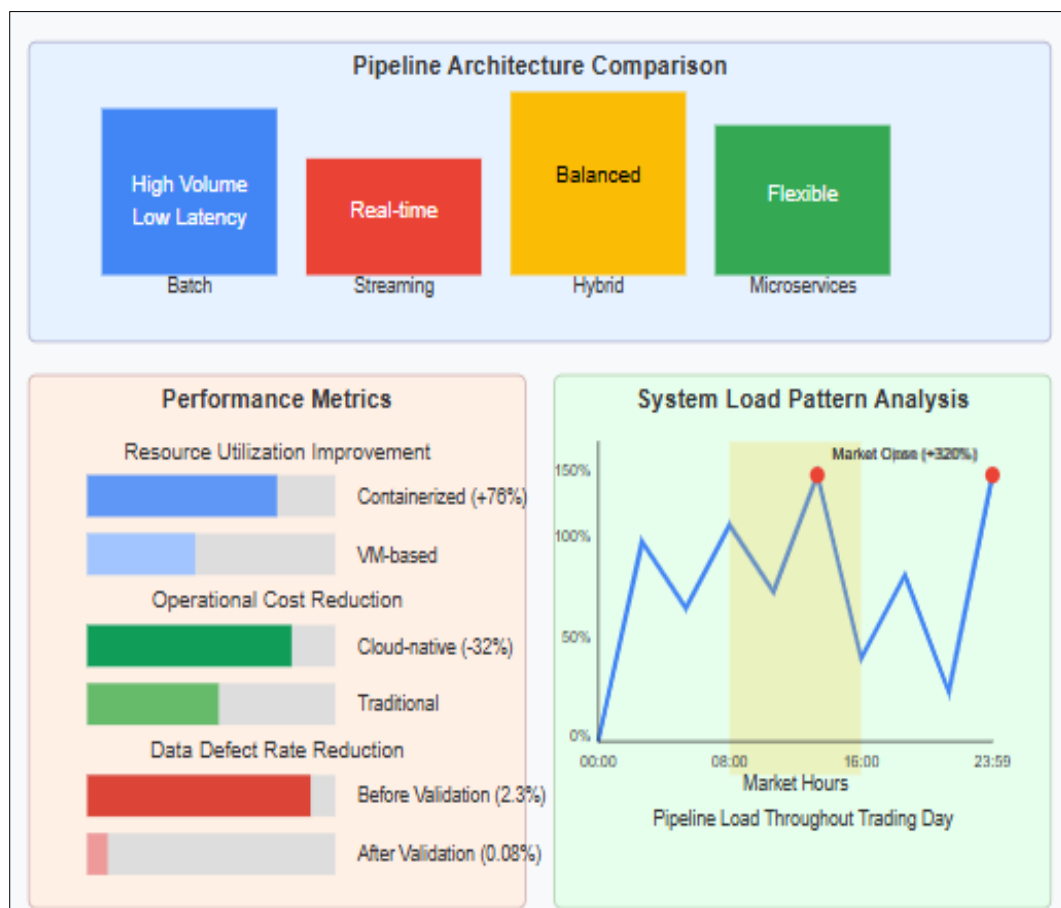 Pipeline Architecture Comparison
High Volume
Low Latency
Real-time
Balanced
Flexible
Batch
Streaming
Hybrid
Microservices
Performance Metrics
Resource Utilization Improvement
Containerized (+76%)
VM-based
Operational Cost Reduction
Cloud-native (-32%)
Traditional
Data Defect Rate Reduction
Before Validation (2.3%)
After Validation (0.08%)
System Load Pattern Analysis
Market (+320%)
150%
100%
50%
0%
00:00
08:00
16:00
23:59
Market Hours
Pipeline Load Throughout Trading Day